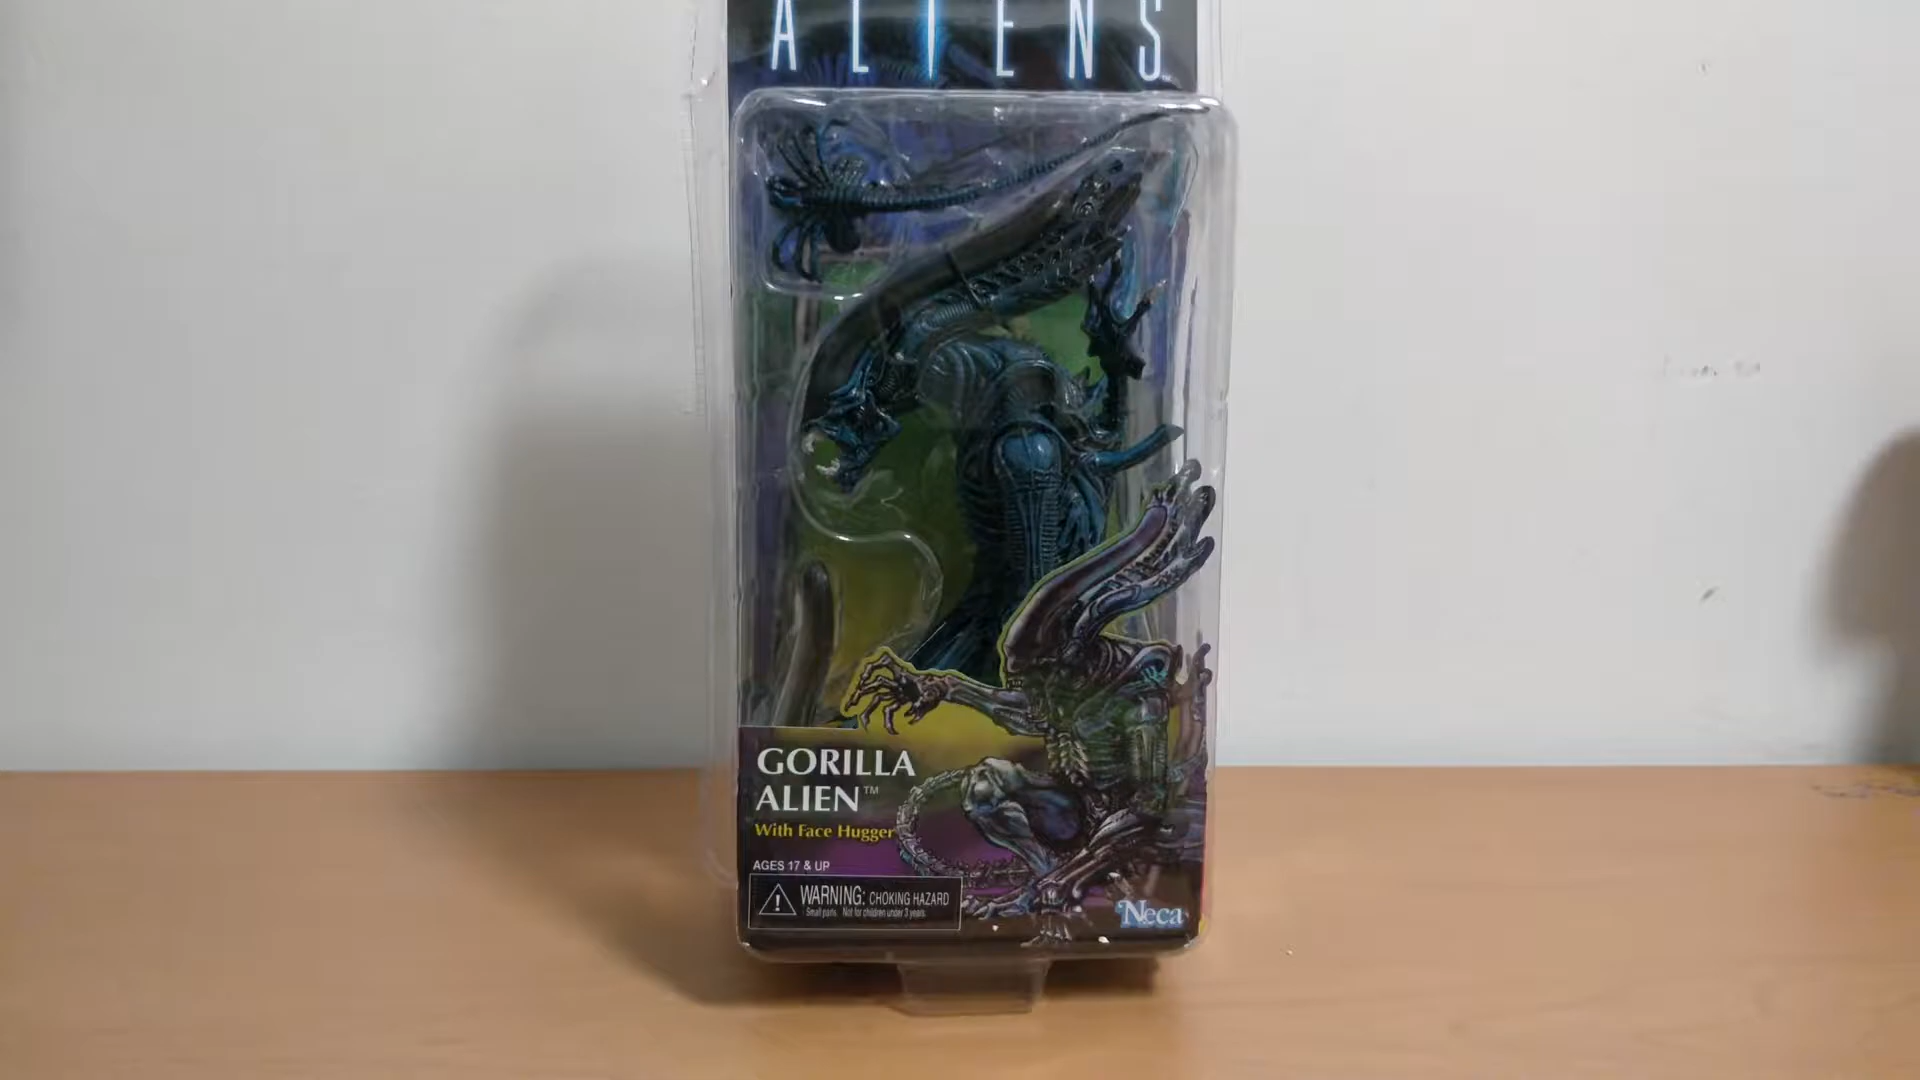 ALIENS
GORILLA
ALIEN™
With Face Hugger
AGES 17 & UP
WARNING: CHOKING HAZARD
Small parts. Not for children under 3 years.
Neca